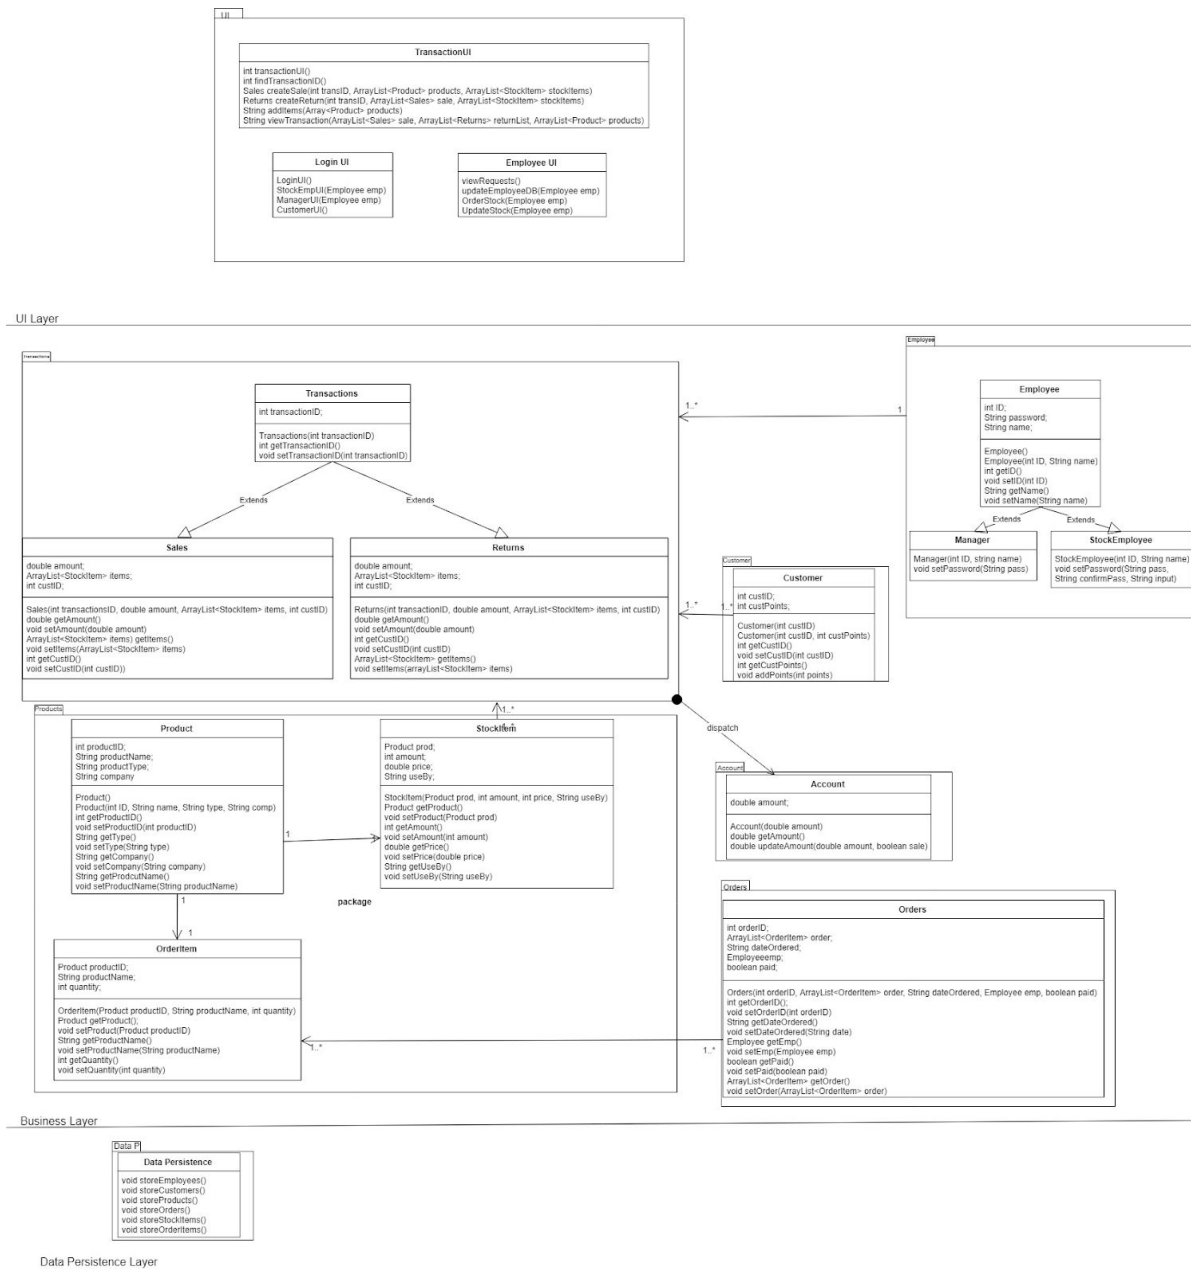 UI
TransactionUI
int transactionUI()
int findTransactionID()
Sales createSale(int transID, ArrayList<Product> products, ArrayList<StockItem> stockItems)
Returns createReturn(int transID, ArrayList<Sales> sale, ArrayList<StockItem> stockItems)
String addItems(Array<Product> products)
String viewTransaction(ArrayList<Sales> sale, ArrayList<Returns> returnList, ArrayList<Product> products)
Login UI
LoginUI()
StockEmpUI(Employee emp)
ManagerUI(Employee emp)
CustomerUI()
Employee UI
viewRequests()
updateEmployeeDB(Employee emp)
OrderStock(Employee emp)
UpdateStock(Employee emp)
UI Layer
Transactions
Transactions
int transactionID;
Transactions(int transactionID)
int getTransactionID()
void setTransactionID(int transactionID)
Extends
Extends
Sales
double amount;
ArrayList<StockItem> items;
int custID;
Sales(int transactionsID, double amount, ArrayList<StockItem> items, int custID)
double getAmount()
void setAmount(double amount)
ArrayList<StockItem> items) getItems()
void setItems(ArrayList<StockItem> items)
int getCustID()
void setCustID(int custID))
Returns
double amount;
ArrayList<StockItem> items;
int custID;
Returns(int transactionID, double amount, ArrayList<StockItem> items, int custID)
double getAmount()
void setAmount(double amount)
int getCustID()
void setCustID(int custID)
ArrayList<StockItem> getItems()
void setItems(arrayList<StockItem> items)
1..*
1
Employee
Employee
int ID;
String password;
String name;
Employee()
Employee(int ID, String name)
int getID()
void setID(int ID)
String getName()
void setName(String name)
Extends
Extends
Manager
Manager(int ID, string name)
void setPassword(String pass)
StockEmployee
StockEmployee(int ID, String name)
void setPassword(String pass,
String confirmPass, String input)
Customer
Customer
int custID;
int custPoints;
Customer(int custID)
Customer(int custID, int custPoints)
int getCustID()
void setCustID(int custID)
int getCustPoints()
void addPoints(int points)
1..*
1..*
Products
Product
int productID;
String productName;
String productType;
String company
Product()
Product(int ID, String name, String type, String comp)
int getProductID()
void setProductID(int productID)
String getType()
void setType(String type)
String getCompany()
void setCompany(String company)
String getProdcutName()
void setProductName(String productName)
1..*
1..*
StockItem
Product prod;
int amount;
double price;
String useBy;
StockItem(Product prod, int amount, int price, String useBy)
Product getProduct()
void setProduct(Product prod)
int getAmount()
void setAmount(int amount)
double getPrice()
void setPrice(double price)
String getUseBy()
void setUseBy(String useBy)
1
package
1
1
OrderItem
Product productID;
String productName;
int quantity;
OrderItem(Product productID, String productName, int quantity)
Product getProduct();
void setProduct(Product productID)
String getProductName()
void setProductName(String productName)
int getQuantity()
void setQuantity(int quantity)
dispatch
Account
Account
double amount;
Account(double amount)
double getAmount()
double updateAmount(double amount, boolean sale)
Orders
Orders
int orderID;
ArrayList<OrderItem> order;
String dateOrdered;
Employeeemp;
boolean paid;
Orders(int orderID, ArrayList<OrderItem> order, String dateOrdered, Employee emp, boolean paid)
int getOrderID();
void setOrderID(int orderID)
String getDateOrdered()
void setDateOrdered(String date)
Employee getEmp()
void setEmp(Employee emp)
boolean getPaid()
void setPaid(boolean paid)
ArrayList<OrderItem> getOrder()
void setOrder(ArrayList<OrderItem> order)
1..*
1..*
Business Layer
Data P
Data Persistence
void storeEmployees()
void storeCustomers()
void storeProducts()
void storeOrders()
void storeStockItems()
void storeOrderItems()
Data Persistence Layer